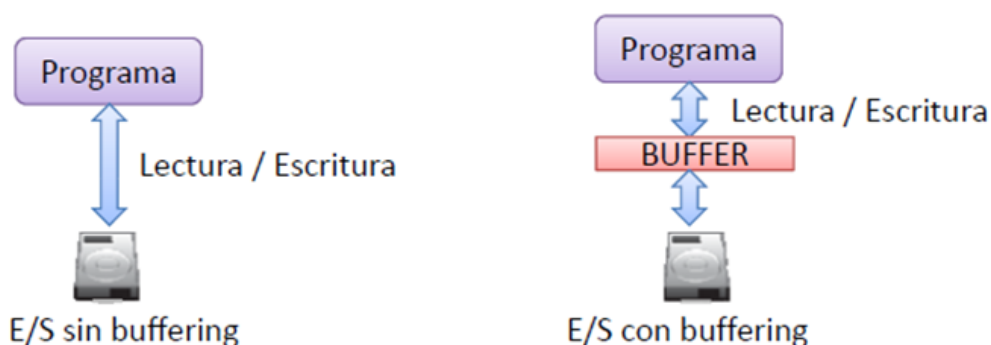 Programa
Lectura / Escritura
E/S sin buffering
Programa
Lectura / Escritura
BUFFER
E/S con buffering